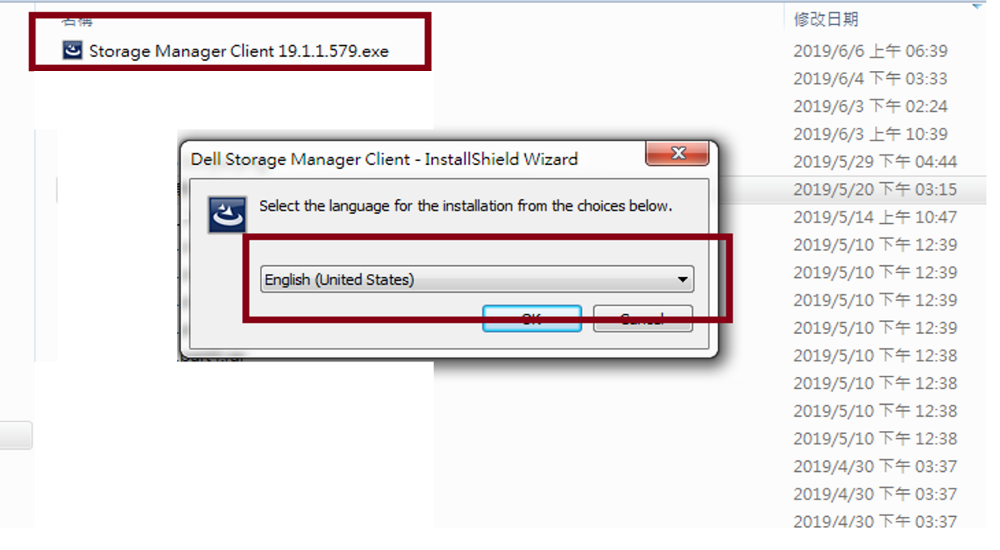 名稱
修改日期
Storage Manager Client 19.1.1.579.exe
2019/6/6 上午 06:39
2019/6/4 下午 03:33
2019/6/3 下午 02:24
2019/6/3 上午 10:39
Dell Storage Manager Client - InstallShield Wizard
2019/5/29 下午 04:44
2019/5/20 下午 03:15
Select the language for the installation from the choices below.
2019/5/14 上午 10:47
2019/5/10 下午 12:39
2019/5/10 下午 12:39
English (United States)
2019/5/10 下午 12:39
OK
Cancel
2019/5/10 下午 12:39
2019/5/10 下午 12:38
2019/5/10 下午 12:38
2019/5/10 下午 12:38
2019/5/10 下午 12:38
2019/4/30 下午 03:37
2019/4/30 下午 03:37
2019/4/30 下午 03:37